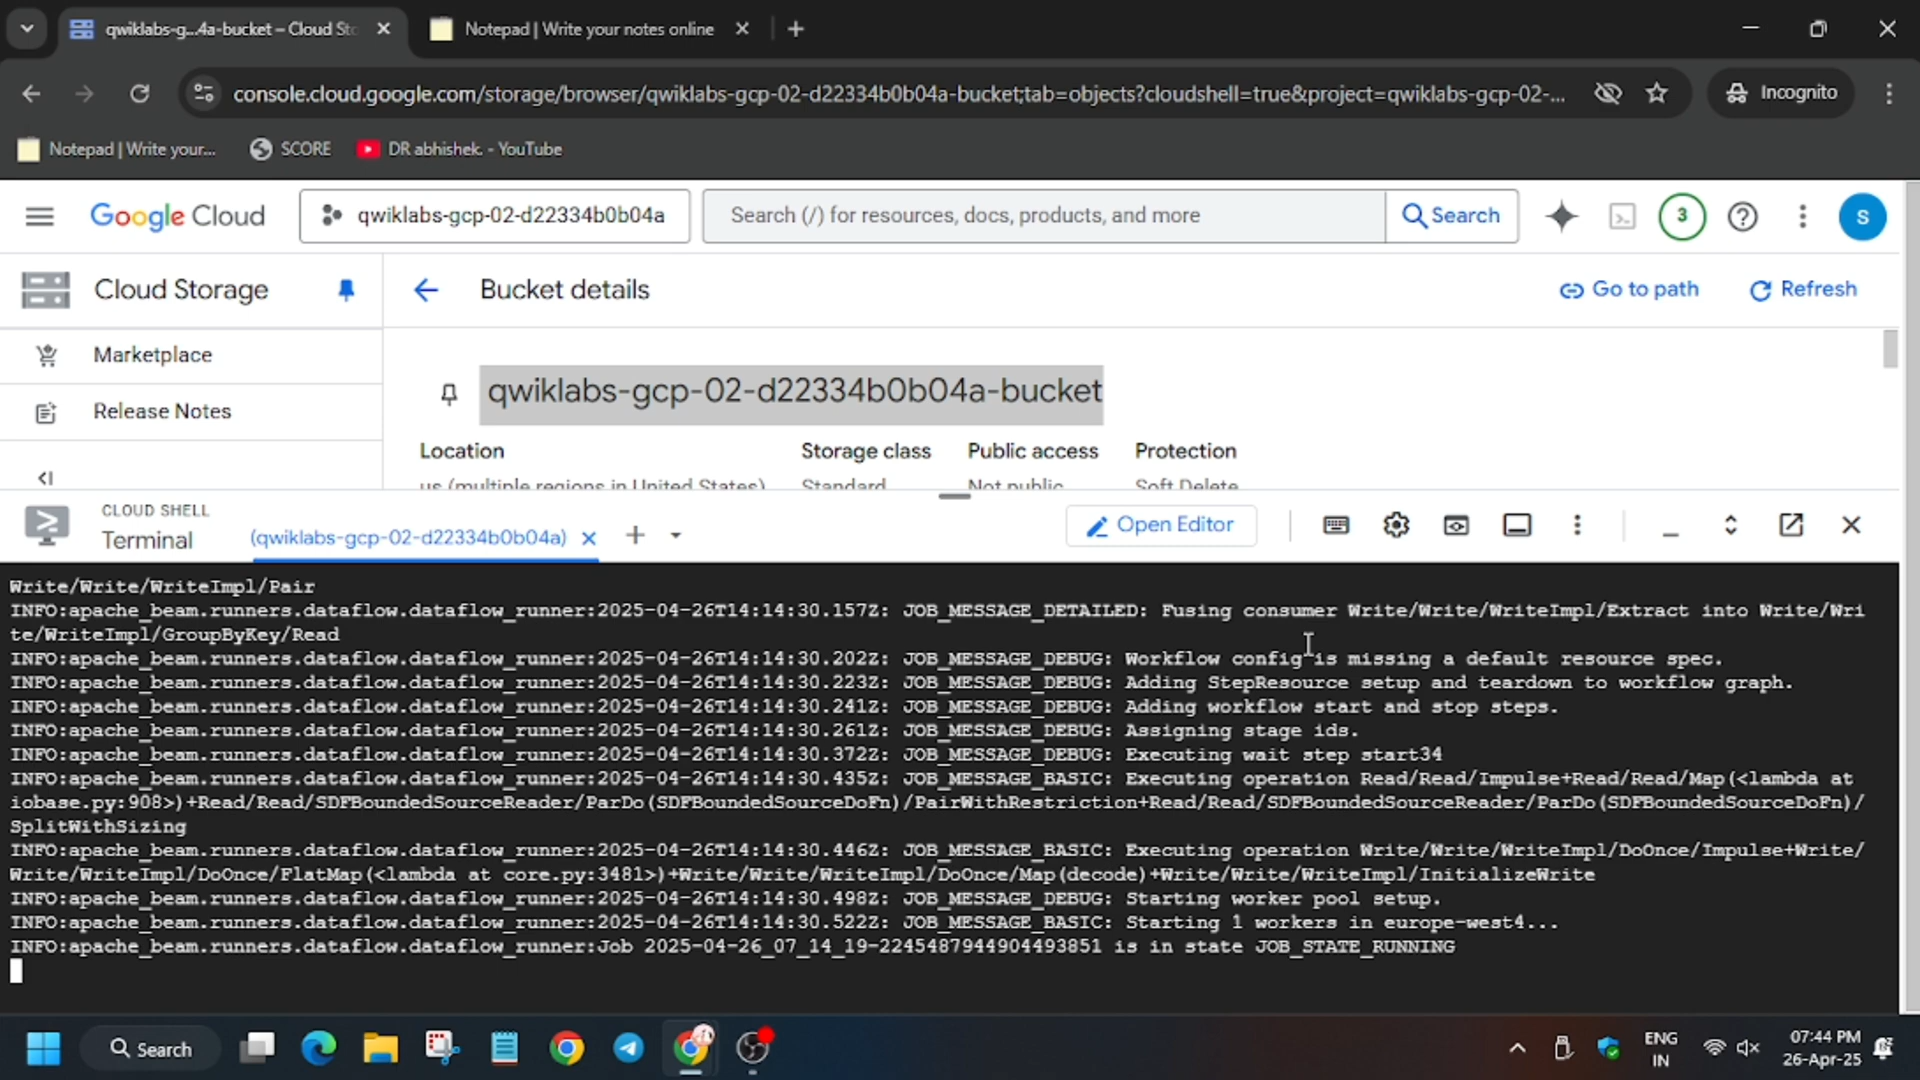 qwiklabs-g...4a-bucket – Cloud Sto
Notepad | Write your notes online
console.cloud.google.com/storage/browser/qwiklabs-gcp-02-d22334b0b04a-bucket;tab=objects?cloudshell=true&project=qwiklabs-gcp-02-...
Incognito
Notepad | Write your...
SCORE
DR abhishek. - YouTube
Google Cloud
qwiklabs-gcp-02-d22334b0b04a
Search (/) for resources, docs, products, and more
Search
3
S
Cloud Storage
Bucket details
Go to path
Refresh
Marketplace
Release Notes
qwiklabs-gcp-02-d22334b0b04a-bucket
Location
Storage class
Public access
Protection
us (multiple regions in United States)
Standard
Not public
Soft Delete
CLOUD SHELL
Terminal
(qwiklabs-gcp-02-d22334b0b04a)
Open Editor
Write/Write/WriteImpl/Pair
INFO:apache_beam.runners.dataflow.dataflow_runner:2025-04-26T14:14:30.157Z: JOB_MESSAGE_DETAILED: Fusing consumer Write/Write/WriteImpl/Extract into Write/Wri
te/WriteImpl/GroupByKey/Read
INFO:apache_beam.runners.dataflow.dataflow_runner:2025-04-26T14:14:30.202Z: JOB_MESSAGE_DEBUG: Workflow config is missing a default resource spec.
INFO:apache_beam.runners.dataflow.dataflow_runner:2025-04-26T14:14:30.223Z: JOB_MESSAGE_DEBUG: Adding StepResource setup and teardown to workflow graph.
INFO:apache_beam.runners.dataflow.dataflow_runner:2025-04-26T14:14:30.241Z: JOB_MESSAGE_DEBUG: Adding workflow start and stop steps.
INFO:apache_beam.runners.dataflow.dataflow_runner:2025-04-26T14:14:30.261Z: JOB_MESSAGE_DEBUG: Assigning stage ids.
INFO:apache_beam.runners.dataflow.dataflow_runner:2025-04-26T14:14:30.372Z: JOB_MESSAGE_DEBUG: Executing wait step start34
INFO:apache_beam.runners.dataflow.dataflow_runner:2025-04-26T14:14:30.435Z: JOB_MESSAGE_BASIC: Executing operation Read/Read/Impulse+Read/Read/Map(<lambda at
iobase.py:908>)+Read/Read/SDFBoundedSourceReader/ParDo(SDFBoundedSourceDoFn)/PairWithRestriction+Read/Read/SDFBoundedSourceReader/ParDo(SDFBoundedSourceDoFn)/
SplitWithSizing
INFO:apache_beam.runners.dataflow.dataflow_runner:2025-04-26T14:14:30.446Z: JOB_MESSAGE_BASIC: Executing operation Write/Write/WriteImpl/DoOnce/Impulse+Write/
Write/WriteImpl/DoOnce/FlatMap(<lambda at core.py:3481>)+Write/Write/WriteImpl/DoOnce/Map(decode)+Write/Write/WriteImpl/InitializeWrite
INFO:apache_beam.runners.dataflow.dataflow_runner:2025-04-26T14:14:30.498Z: JOB_MESSAGE_DEBUG: Starting worker pool setup.
INFO:apache_beam.runners.dataflow.dataflow_runner:2025-04-26T14:14:30.522Z: JOB_MESSAGE_BASIC: Starting 1 workers in europe-west4...
INFO:apache_beam.runners.dataflow.dataflow_runner:Job 2025-04-26_07_14_19-2245487944904493851 is in state JOB_STATE_RUNNING
Search
ENG
IN
07:44 PM
26-Apr-25